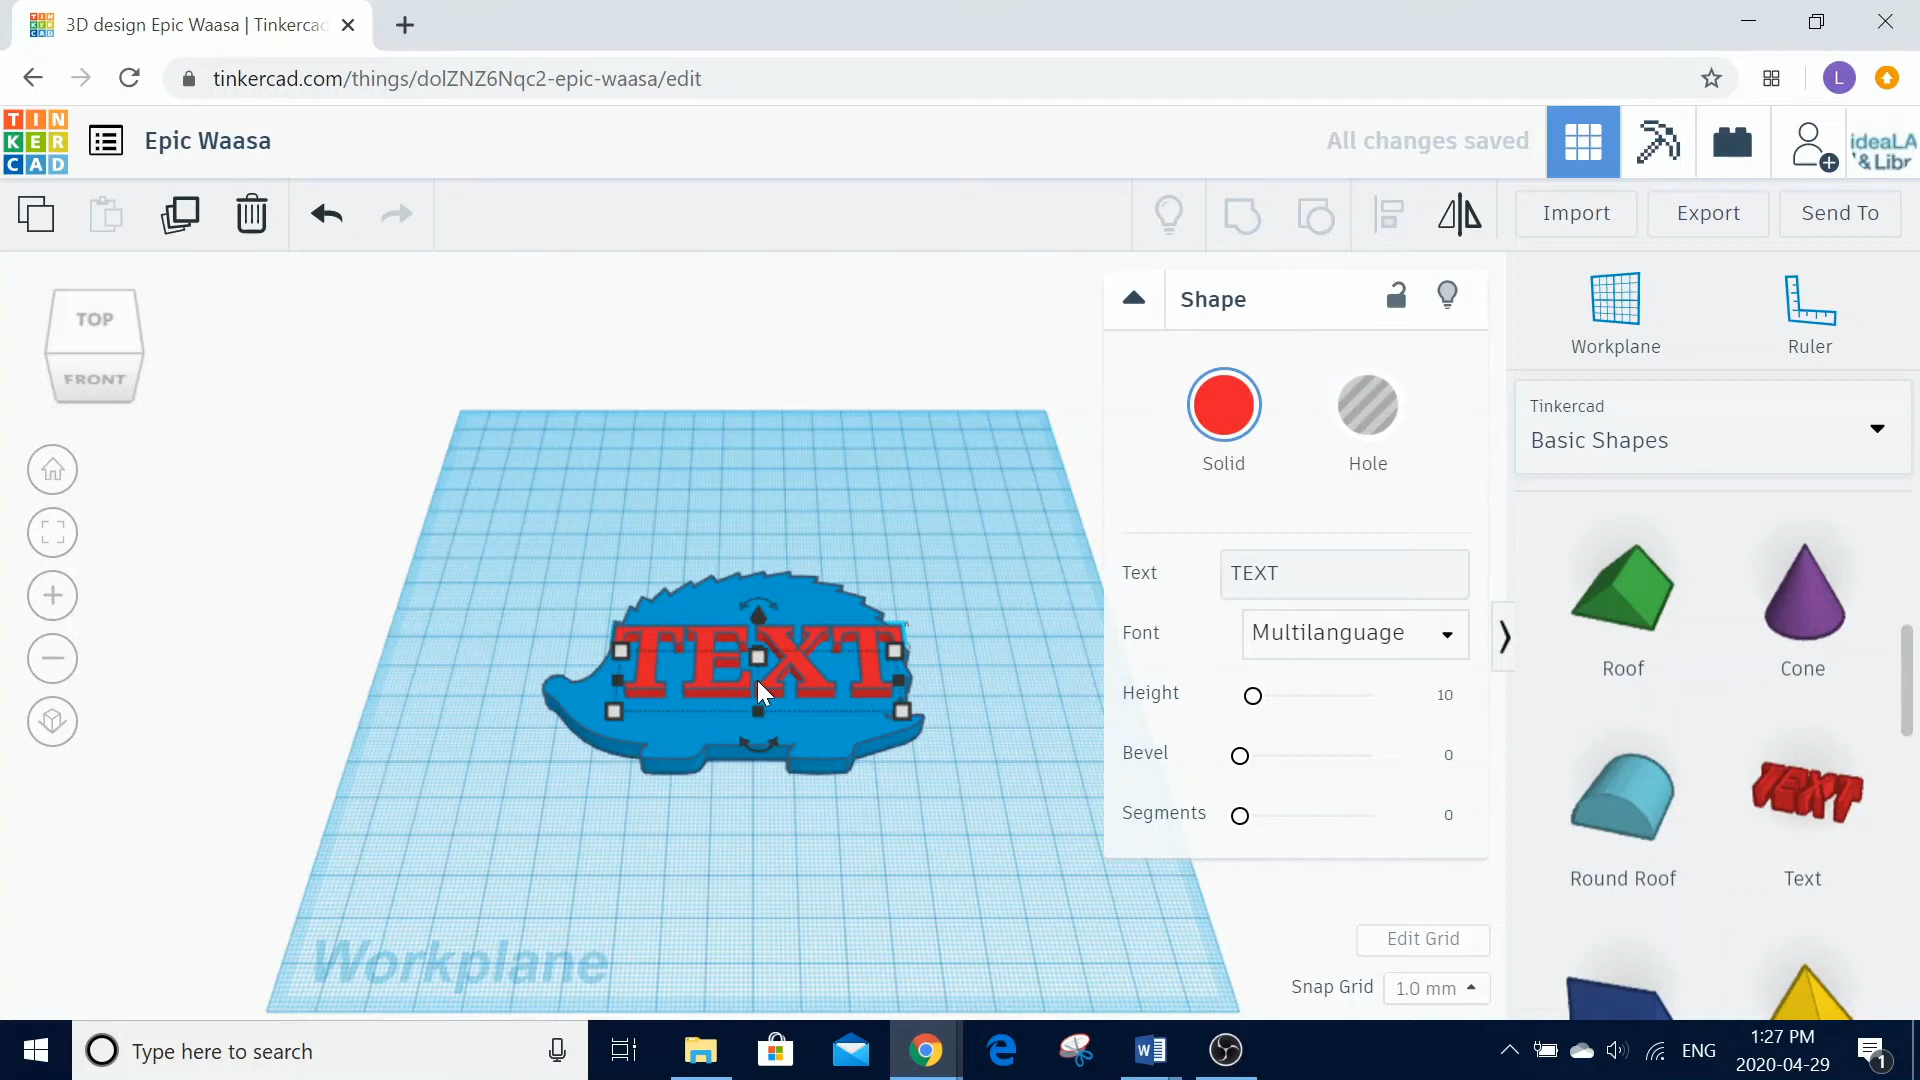 3D design Epic Waasa | Tinkercad
tinkercad.com/things/dolZNZ6Nqc2-epic-waasa/edit
L
TIN
KER
CAD
Epic Waasa
All changes saved
ideaLA
& Libr
Import
Export
Send To
TOP
FRONT
Shape
Workplane
Ruler
Solid
Hole
Tinkercad
Basic Shapes
Text
TEXT
Font
Multilanguage
Height
10
Bevel
0
Segments
0
TEXT
Roof
Cone
TEXT
Round Roof
Text
Workplane
Edit Grid
Snap Grid
1.0 mm
Type here to search
ENG
1:27 PM
2020-04-29
1